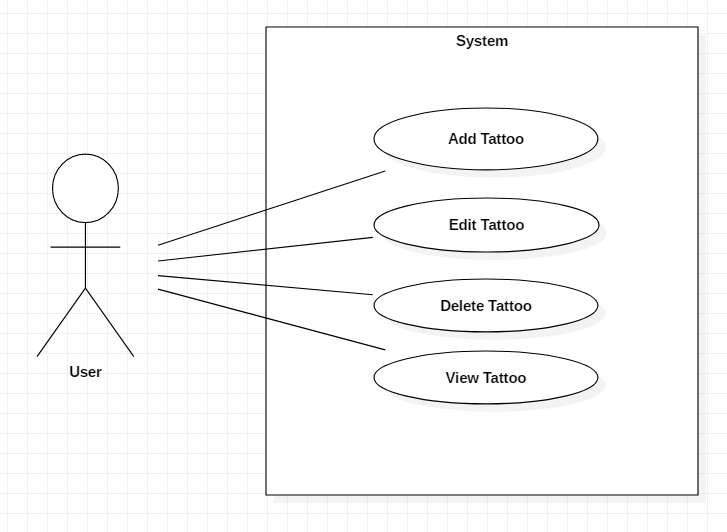 System
Add Tattoo
Edit Tattoo
Delete Tattoo
View Tattoo
User